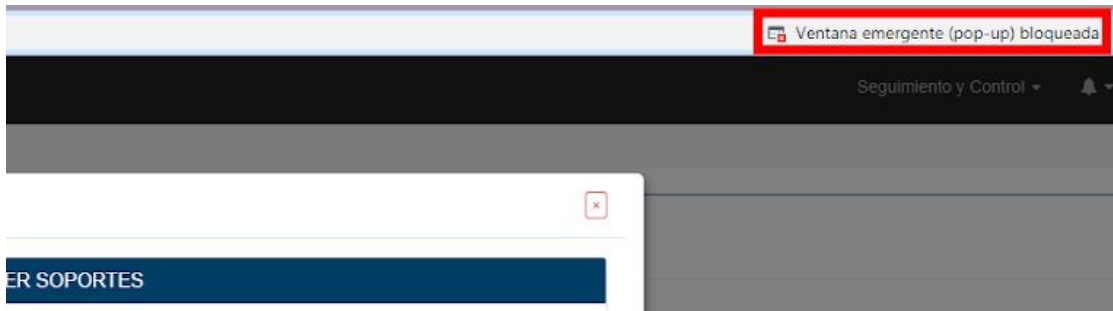 Ventana emergente (pop-up) bloqueada
Seguimiento y Control
ER SOPORTES